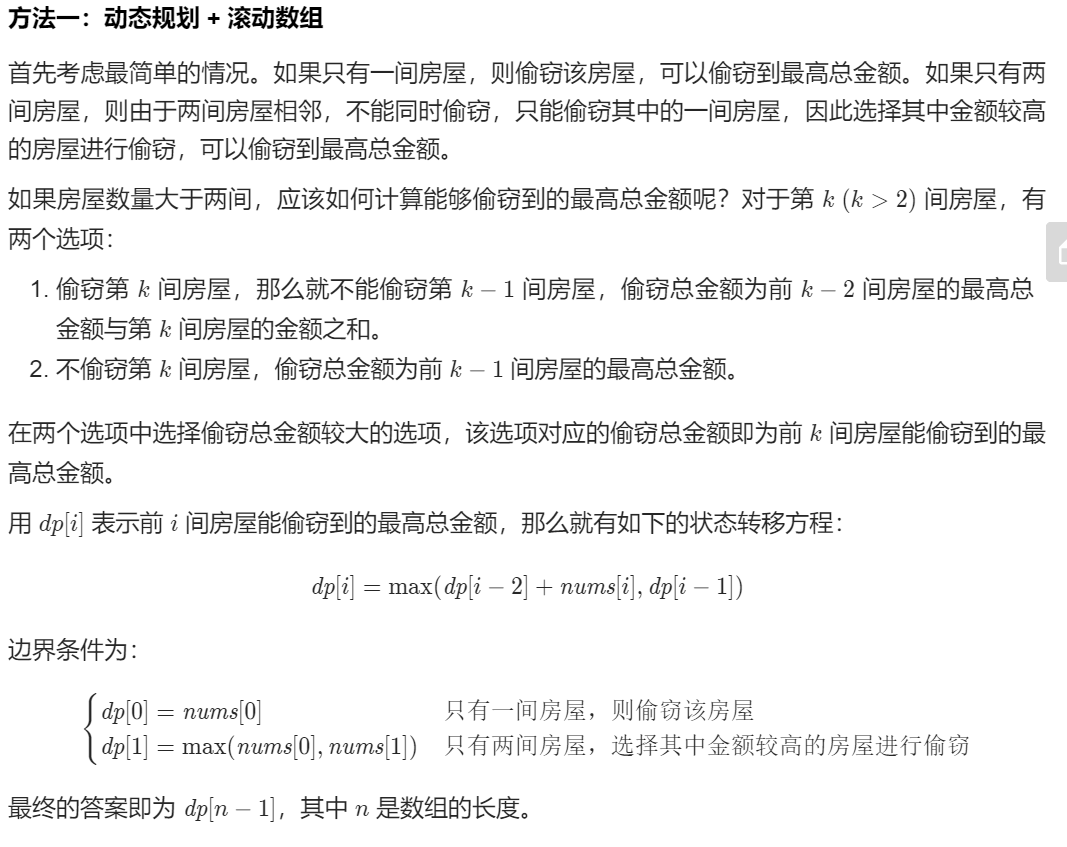 方法一：动态规划 + 滚动数组
首先考虑最简单的情况。如果只有一间房屋，则偷窃该房屋，可以偷窃到最高总金额。如果只有两
间房屋，则由于两间房屋相邻，不能同时偷窃，只能偷窃其中的一间房屋，因此选择其中金额较高
的房屋进行偷窃，可以偷窃到最高总金额。
如果房屋数量大于两间，应该如何计算能够偷窃到的最高总金额呢？对于第 k (k > 2) 间房屋，有
两个选项：
1. 偷窃第 k 间房屋，那么就不能偷窃第 k − 1 间房屋，偷窃总金额为前 k − 2 间房屋的最高总
金额与第 k 间房屋的金额之和。
2. 不偷窃第 k 间房屋，偷窃总金额为前 k − 1 间房屋的最高总金额。
在两个选项中选择偷窃总金额较大的选项，该选项对应的偷窃总金额即为前 k 间房屋能偷窃到的最
高总金额。
用 dp[i] 表示前 i 间房屋能偷窃到的最高总金额，那么就有如下的状态转移方程：
dp[i] = max(dp[i − 2] + nums[i], dp[i − 1])
边界条件为：
dp[0] = nums[0] 只有一间房屋，则偷窃该房屋
dp[1] = max(nums[0], nums[1]) 只有两间房屋，选择其中金额较高的房屋进行偷窃
最终的答案即为 dp[n − 1]，其中 n 是数组的长度。